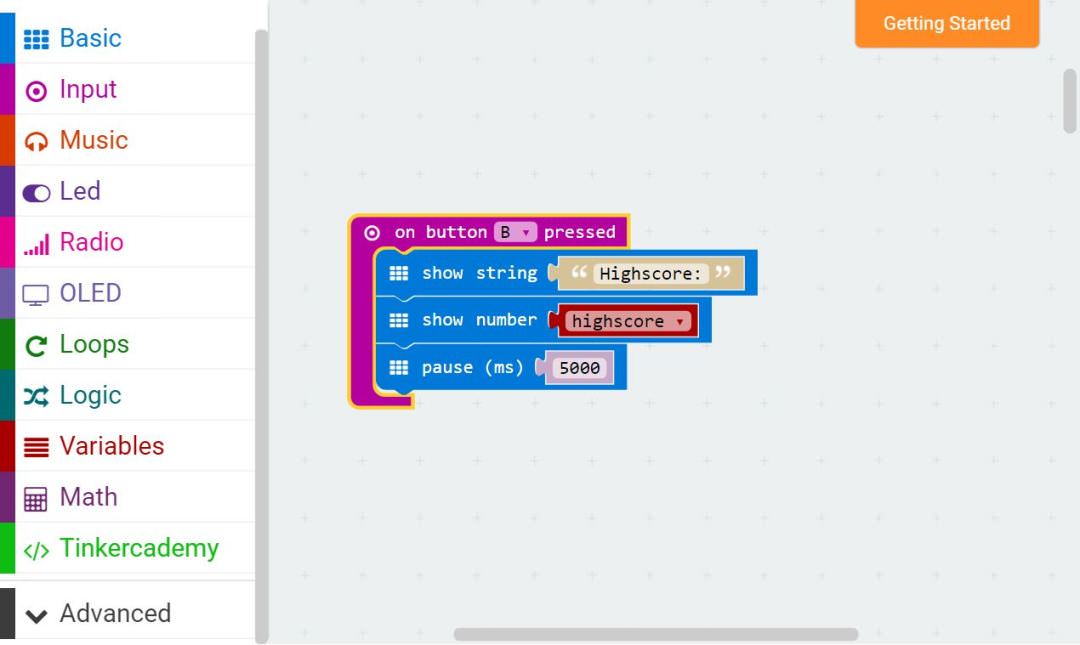 Basic
Input
Music
Led
Radio
OLED
Loops
Logic
Variables
Math
Tinkercademy
Advanced
Getting Started
on button B pressed
show string “ Highscore: ”
show number highscore
pause (ms) 5000